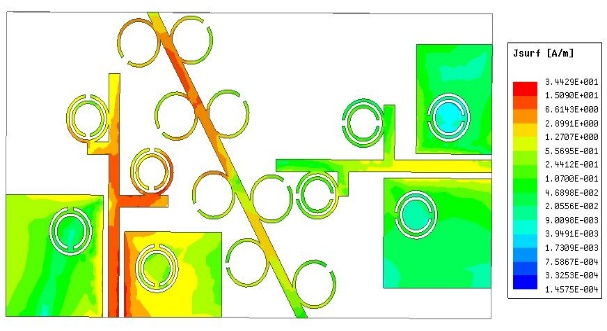 Jsurf [A/m]
3.4429E+001
1.5090E+001
6.6143E+000
2.8991E+000
1.2707E+000
5.5695E-001
2.4412E-001
1.0700E-001
4.6898E-002
2.0556E-002
9.0098E-003
3.9491E-003
1.7309E-003
7.5867E-004
3.3253E-004
1.4575E-004